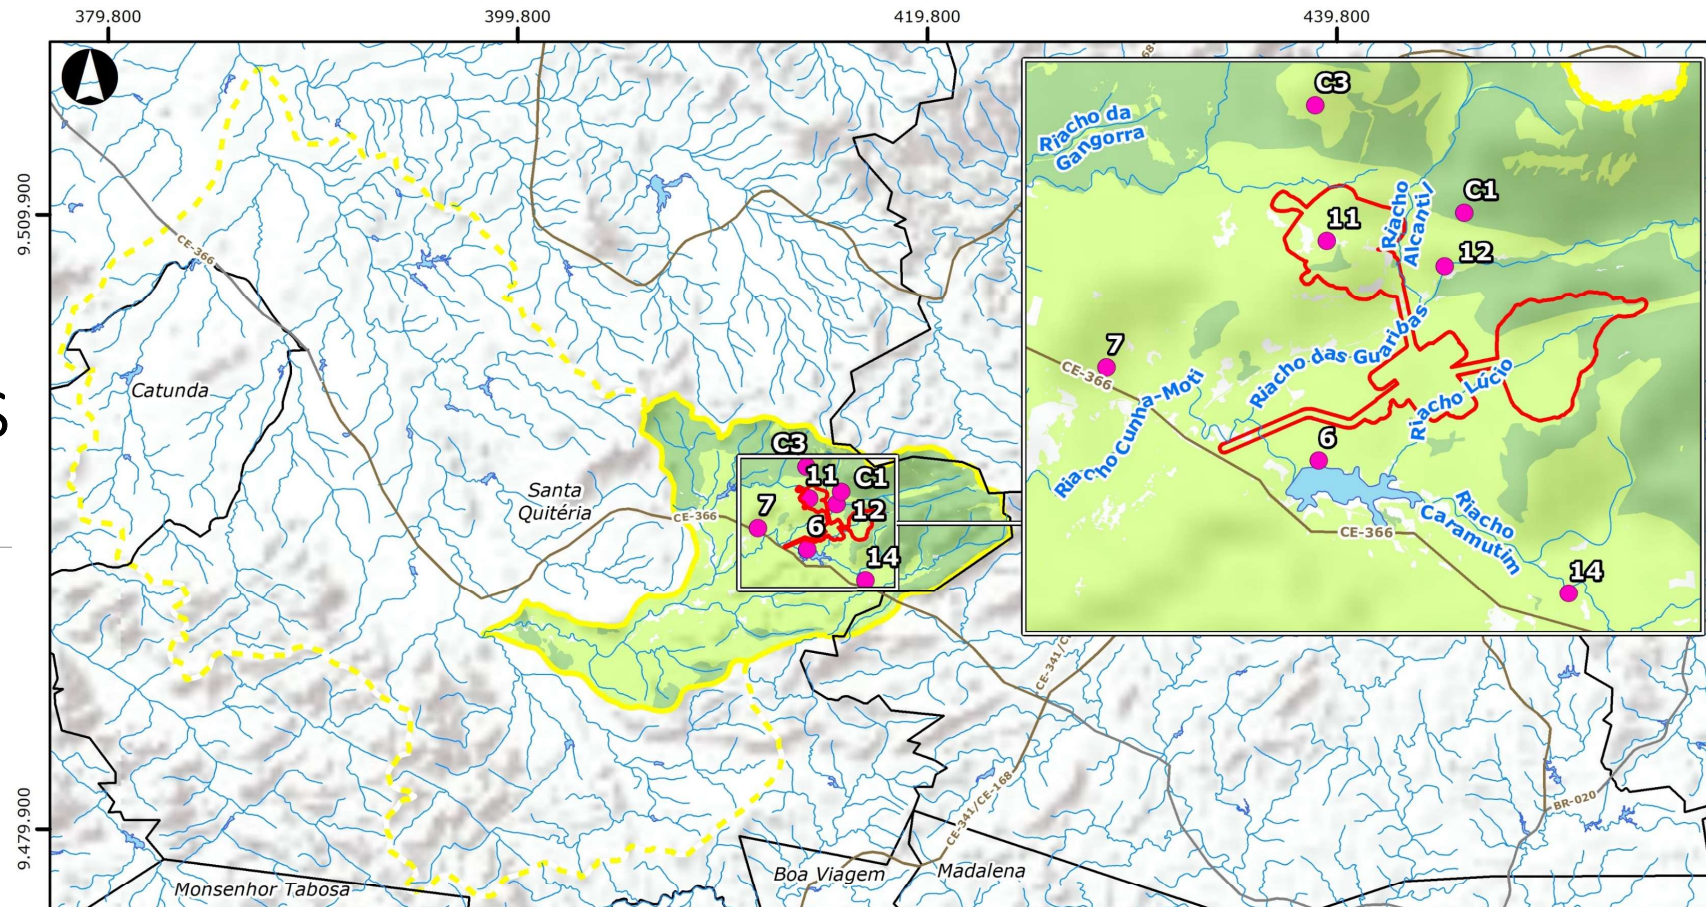 379.800
399.800
419.800
439.800
9.509.900
9.479.900
CE-366
Catunda
Santa
Quitéria
CE-366
C3
11
C1
7
12
6
14
Monsenhor Tabosa
Boa Viagem
Madalena
CE-341/CE-168
CE-341/C
BR-020
68
C3
Riacho da
Gangorra
C1
Riacho
Alcanti/
11
12
7
CE-366
Riacho das Guaribas
Riacho Cunha-Moti
Riacho Lúcio
6
Riacho
Caramutim
CE-366
14